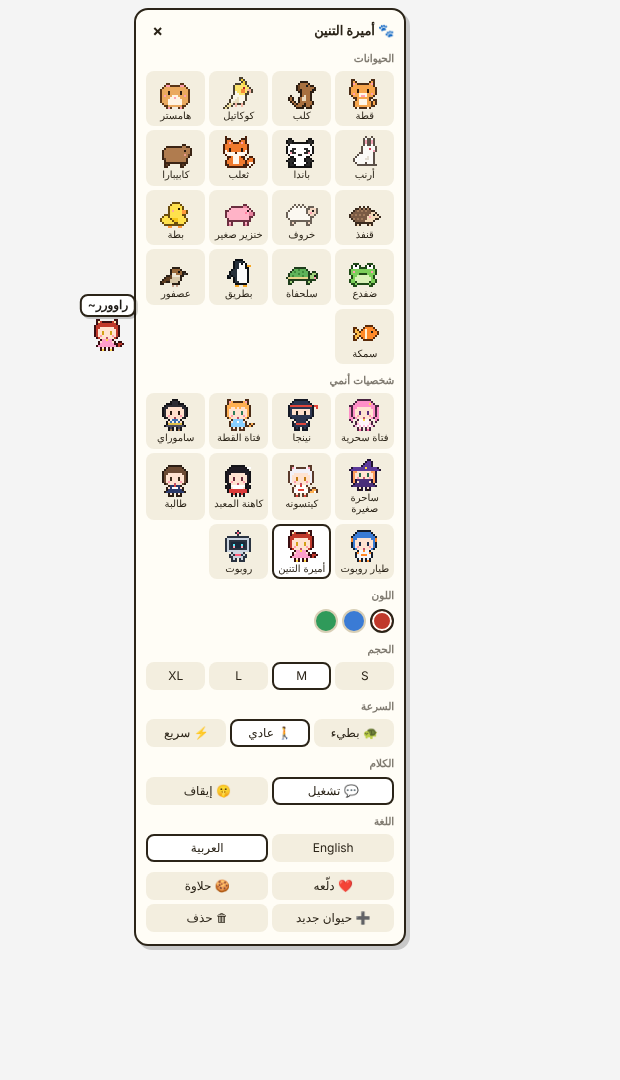 🐾 أميرة التنين ×
الحيوانات
قطة كلب كوكاتيل هامستر
أرنب باندا ثعلب كابيبارا
قنفذ خروف خنزير صغير بطة
ضفدع سلحفاة بطريق عصفور
سمكة
راوورر~
شخصيات أنمي
فتاة سحرية نينجا فتاة القطة ساموراي
ساحرة صغيرة كيتسونه كاهنة المعبد طالبة
طيار روبوت أميرة التنين روبوت
اللون
الحجم
S M L XL
السرعة
🐢 بطيء 🚶 عادي ⚡ سريع
الكلام
💬 تشغيل 🤫 إيقاف
اللغة
English العربية
❤️ دلّعه 🍪 حلاوة
➕ حيوان جديد 🗑 حذف